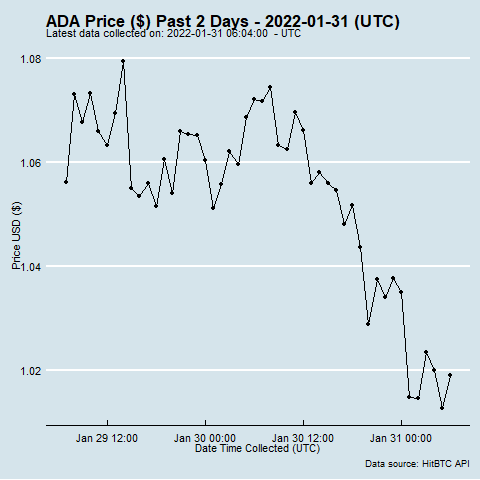 ADA Price ($) Past 2 Days - 2022-01-31 (UTC)
Latest data collected on: 2022-01-31 06:04:00  - UTC
1.08
1.06
1.04
1.02
Price USD ($)
Jan 29 12:00
Jan 30 00:00
Jan 30 12:00
Jan 31 00:00
Date Time Collected (UTC)
Data source: HitBTC API